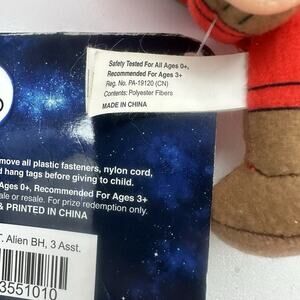 Safety Tested For All Ages 0+,
Recommended For Ages 3+
Reg. No. PA-19120 (CN)
Contents: Polyester Fibers
MADE IN CHINA
move all plastic fasteners, nylon cord,
d hang tags before giving to child.
Ages 0+, Recommended For Ages 3+
sale or resale. For prize redemption only.
& PRINTED IN CHINA
T. Alien BH, 3 Asst.
3551010